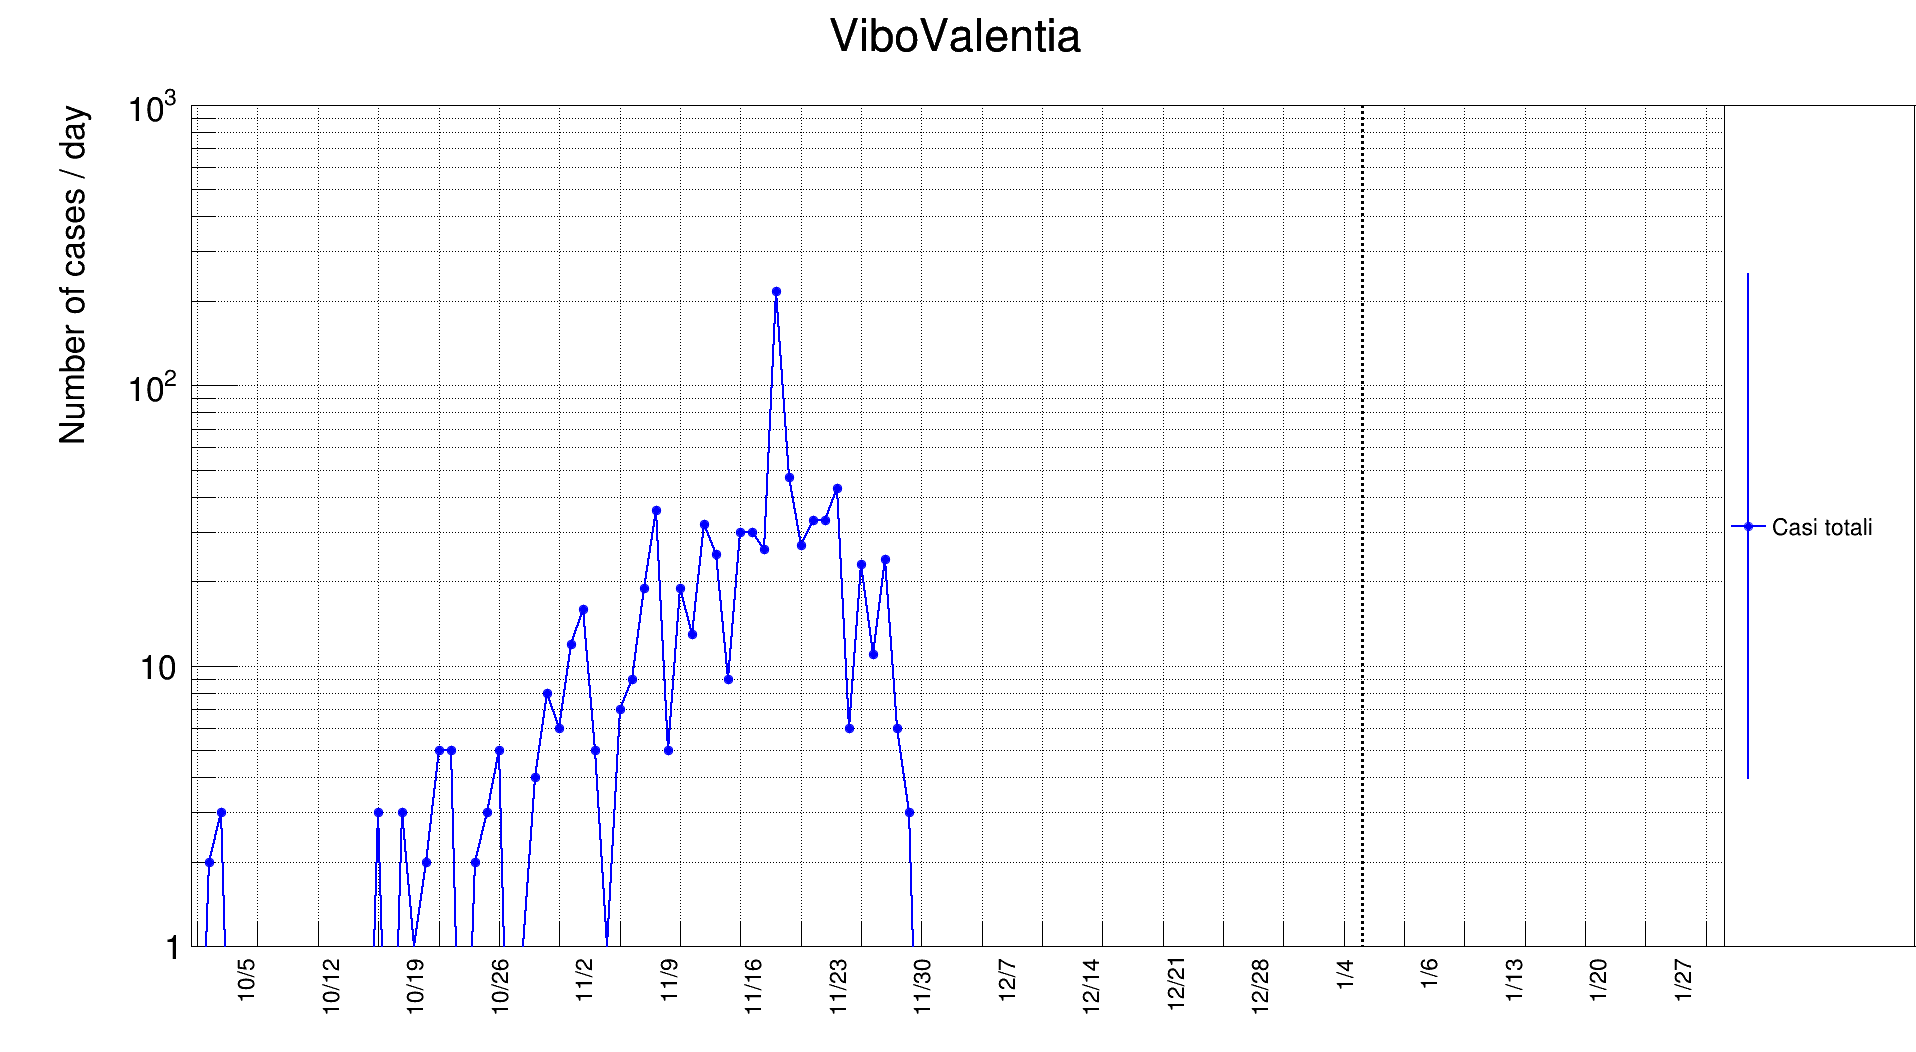 ViboValentia
Number of cases / day
10³
10²
10
1
10/5 10/12 10/19 10/26 11/2 11/9 11/16 11/23 11/30 12/7 12/14 12/21 12/28 1/4 1/6 1/13 1/20 1/27
Casi totali